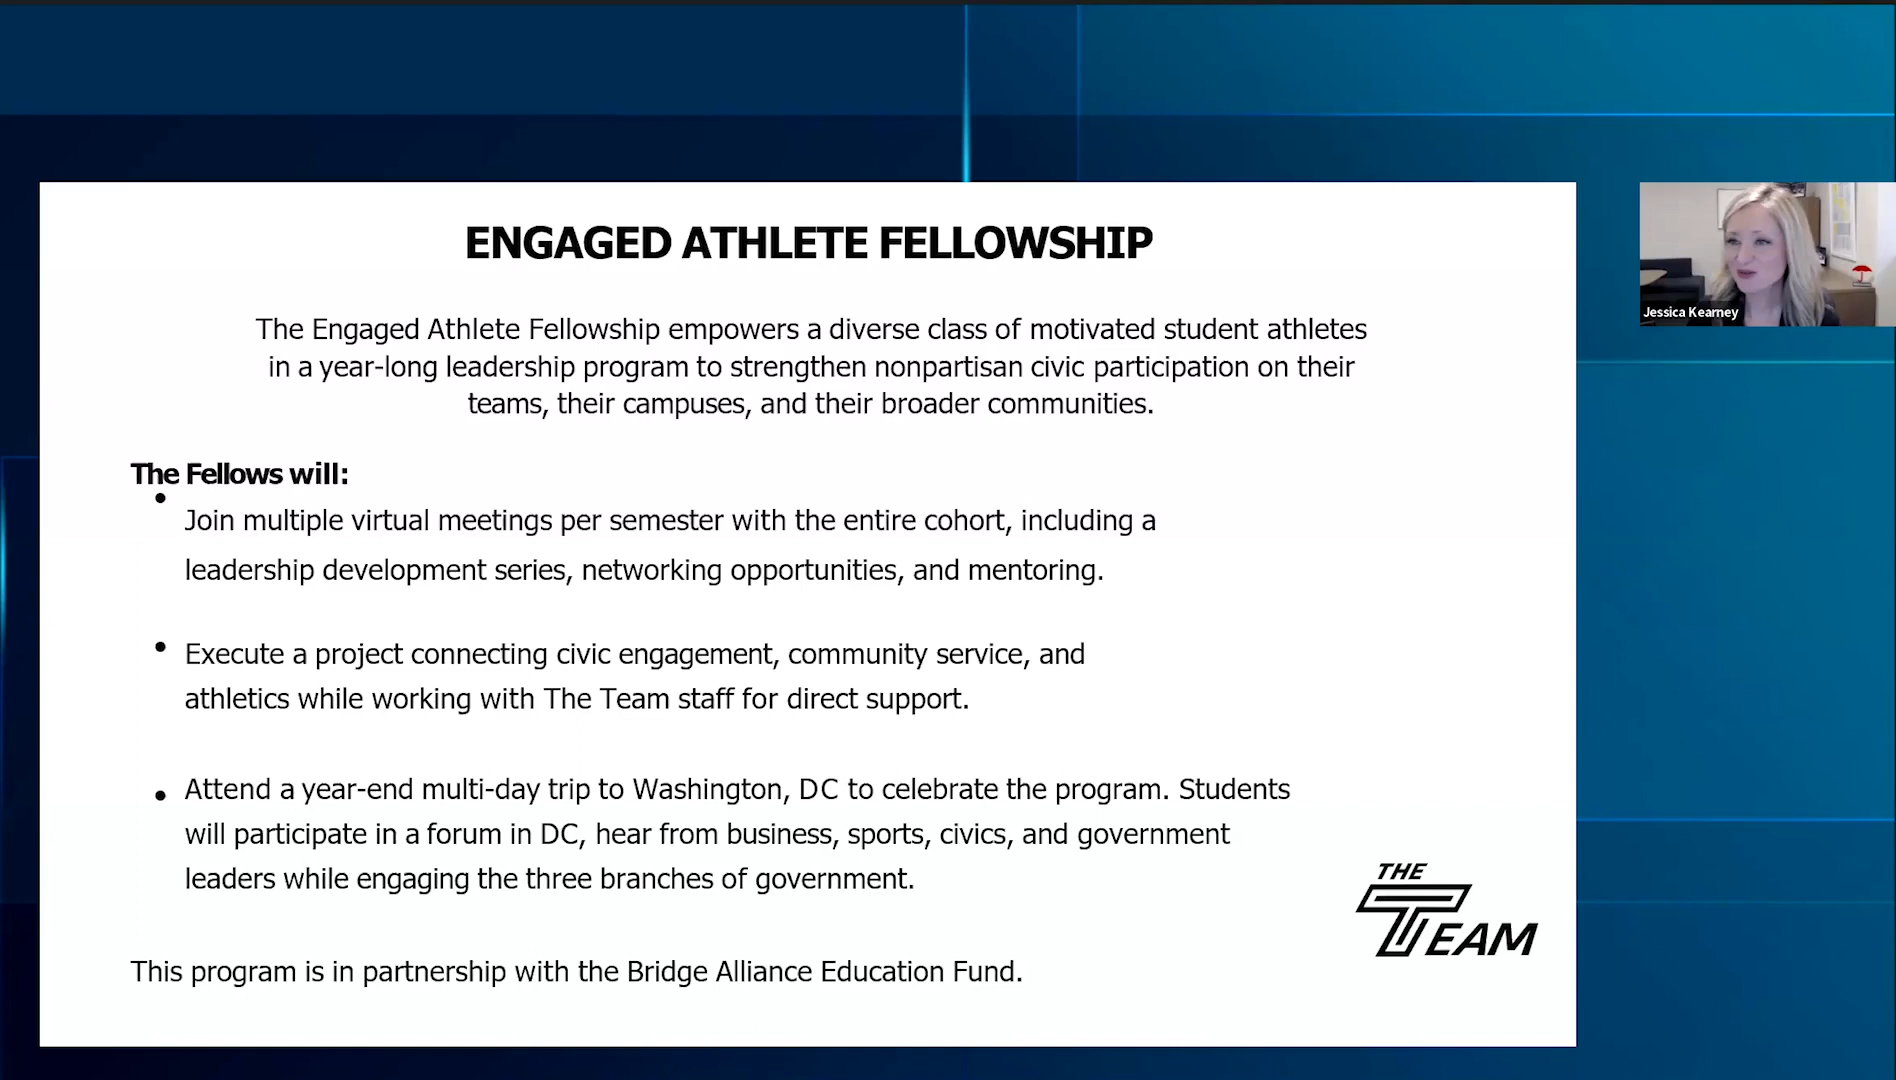 ENGAGED ATHLETE FELLOWSHIP
The Engaged Athlete Fellowship empowers a diverse class of motivated student athletes
in a year-long leadership program to strengthen nonpartisan civic participation on their
teams, their campuses, and their broader communities.
The Fellows will:
• Join multiple virtual meetings per semester with the entire cohort, including a
leadership development series, networking opportunities, and mentoring.
• Execute a project connecting civic engagement, community service, and
athletics while working with The Team staff for direct support.
• Attend a year-end multi-day trip to Washington, DC to celebrate the program. Students
will participate in a forum in DC, hear from business, sports, civics, and government
leaders while engaging the three branches of government.
This program is in partnership with the Bridge Alliance Education Fund.
THE
TEAM
Jessica Kearney